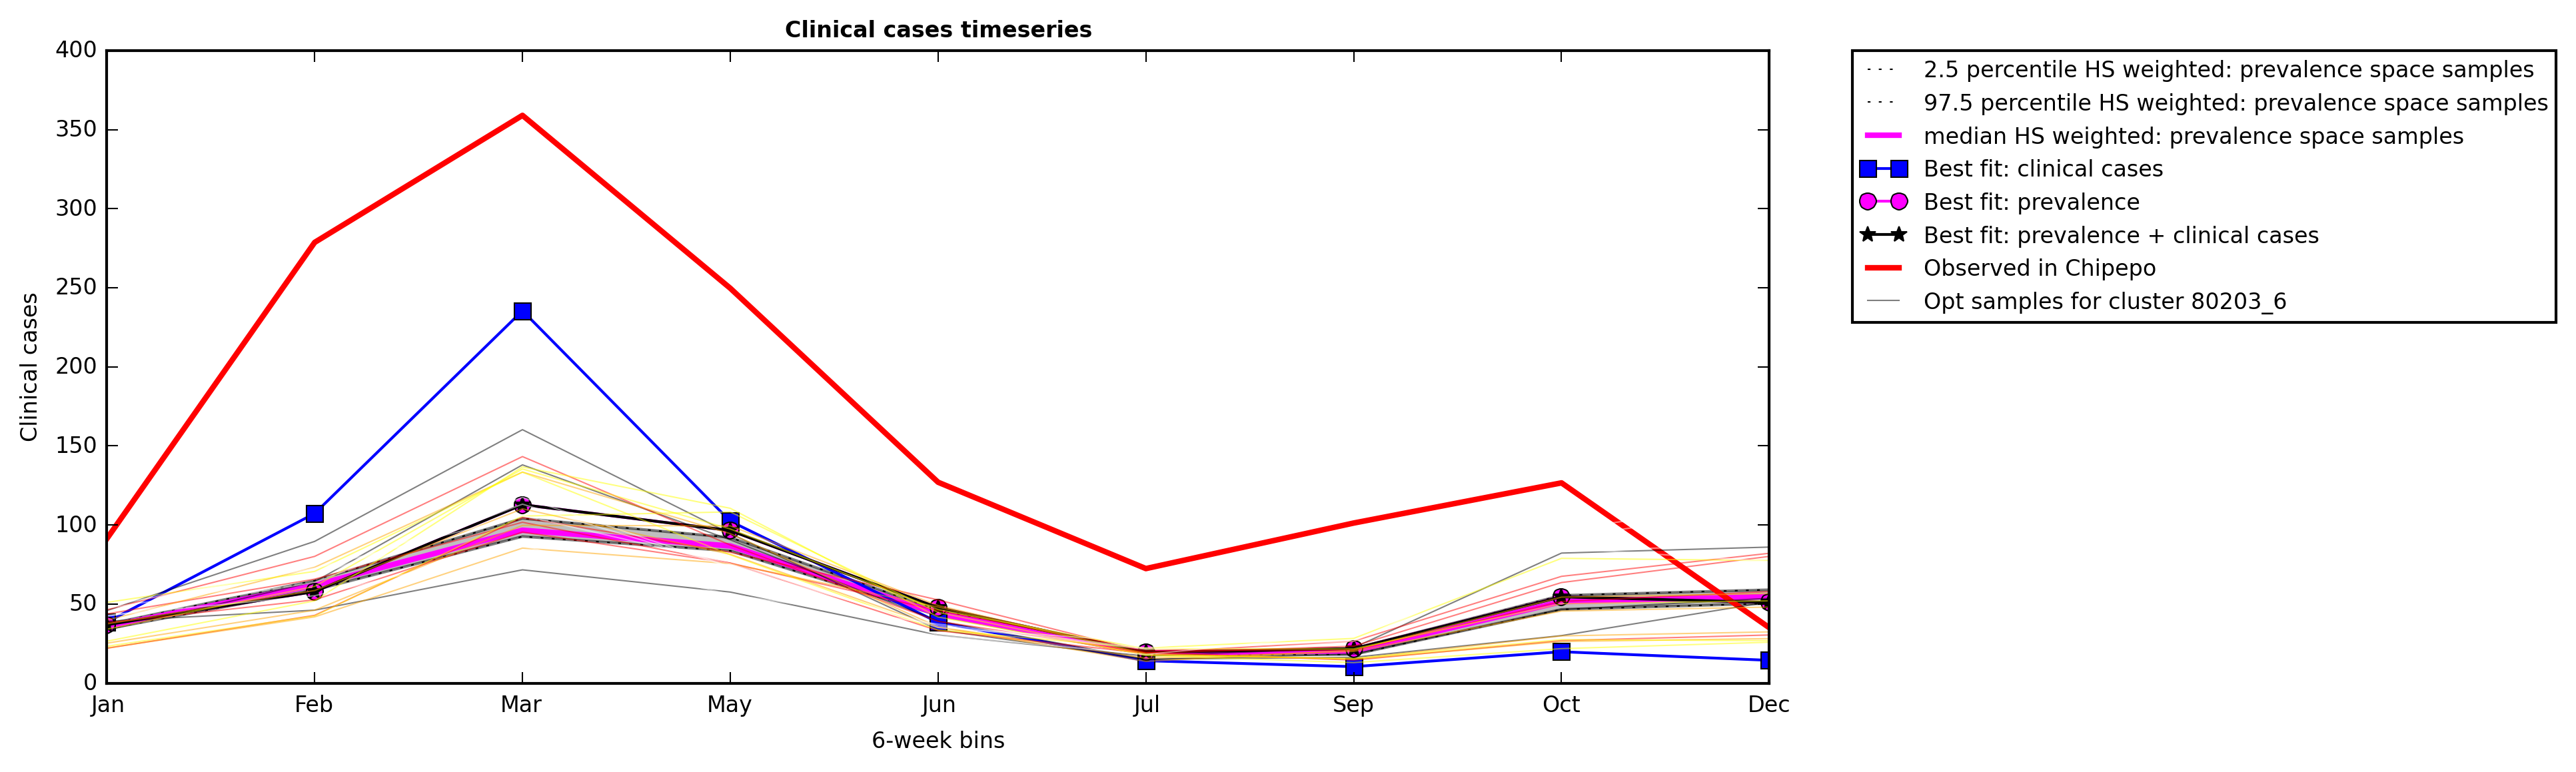 Clinical cases timeseries
400
350
300
250
200
150
100
50
0
Clinical cases
Jan Feb Mar May Jun Jul Sep Oct Dec
6-week bins
2.5 percentile HS weighted: prevalence space samples
97.5 percentile HS weighted: prevalence space samples
median HS weighted: prevalence space samples
Best fit: clinical cases
Best fit: prevalence
Best fit: prevalence + clinical cases
Observed in Chipepo
Opt samples for cluster 80203_6